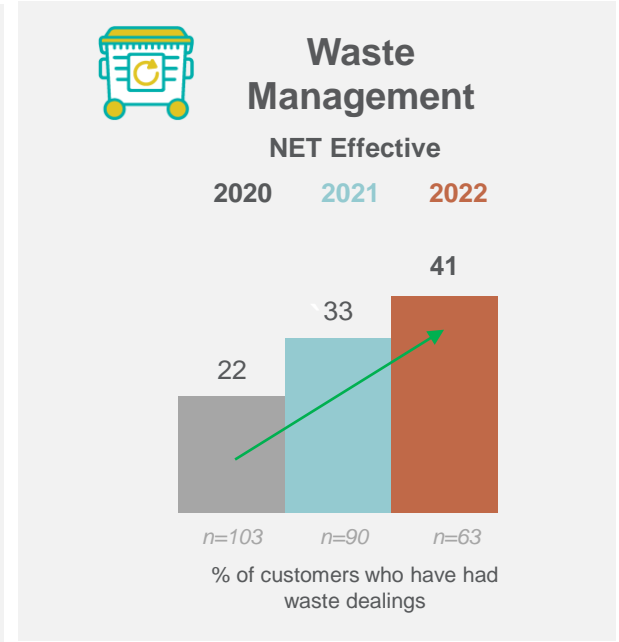 Waste
Management
NET Effective
2020 2021 2022
41
33
22
n=103 n=90 n=63
% of customers who have had
waste dealings